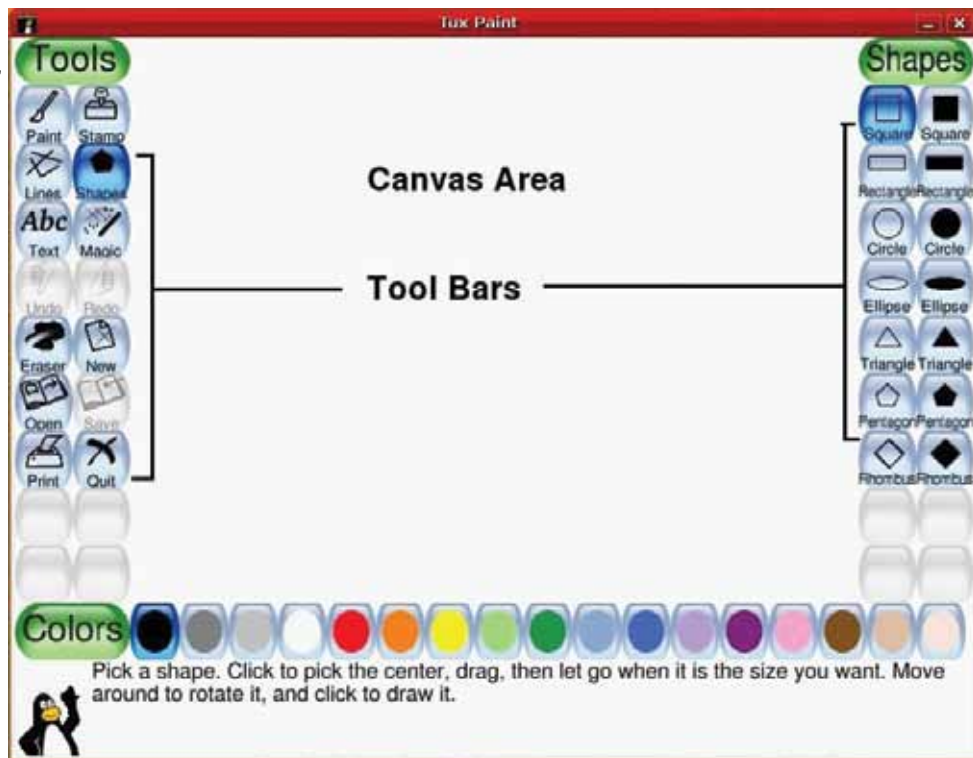 Tux Paint
Tools
Shapes
Paint Stamp
Square Square
Lines Shapes
Canvas Area
Rectangle Rectangle
Abc
Text Magic
Circle Circle
Undo Redo
Tool Bars
Ellipse Ellipse
Eraser New
Triangle Triangle
Open Save
Pentagon Pentagon
Print Quit
Rhombus Rhombus
Colors
Pick a shape. Click to pick the center, drag, then let go when it is the size you want. Move
around to rotate it, and click to draw it.